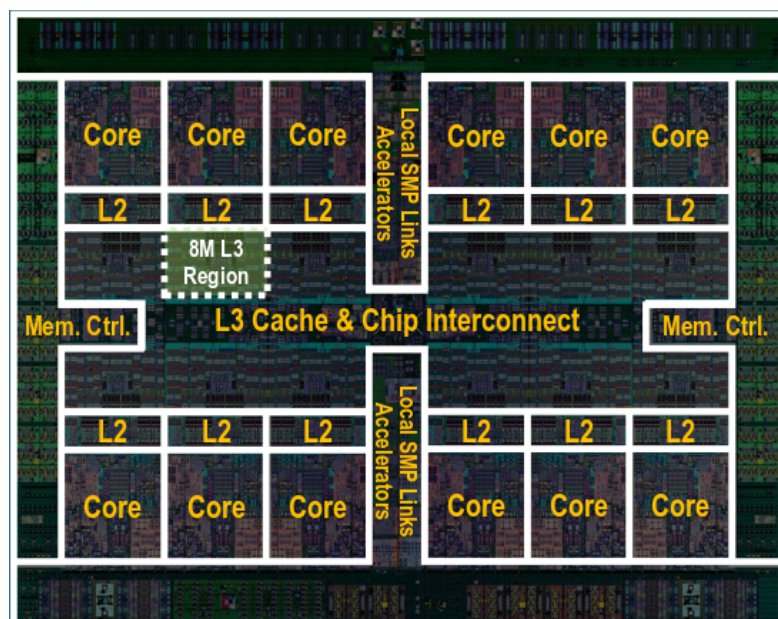 Core Core Core Core Core Core
Local SMP Links
Accelerators
L2 L2 L2 L2 L2 L2
8M L3
Region
Mem. Ctrl. L3 Cache & Chip Interconnect Mem. Ctrl.
Local SMP Links
Accelerators
L2 L2 L2 L2 L2 L2
Core Core Core Core Core Core